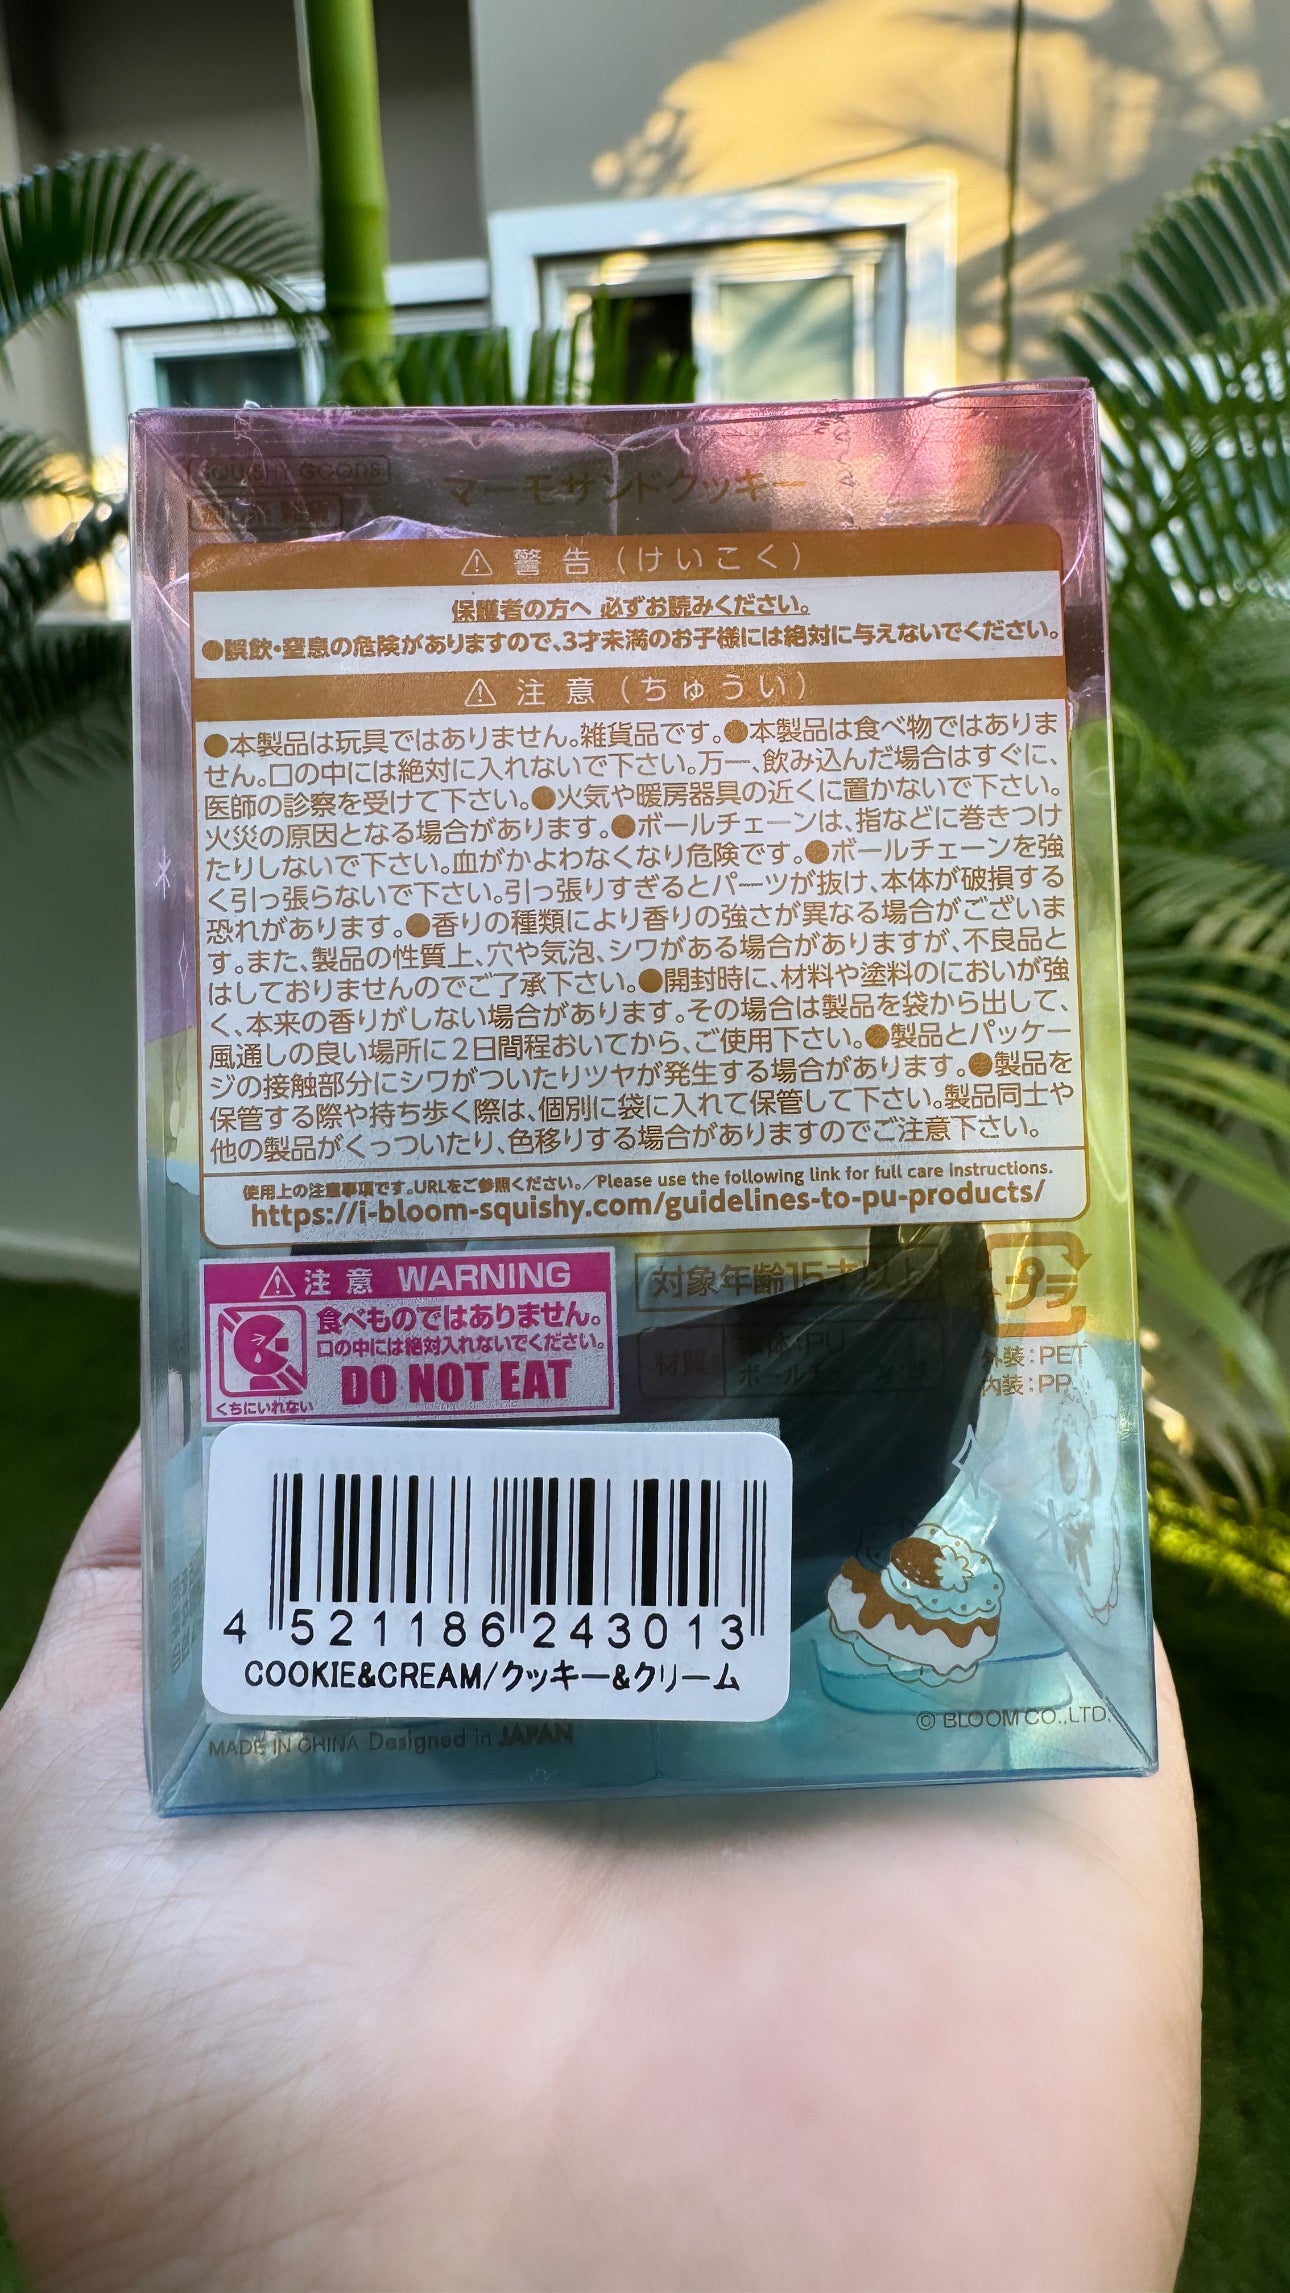 SQUISHY GOODS
マーモサンドクッキー
警告（けいこく）
保護者の方へ 必ずお読みください。
●誤飲・窒息の危険がありますので、3才未満のお子様には絶対に与えないでください。
注意（ちゅうい）
●本製品は玩具ではありません。雑貨品です。●本製品は食べ物ではありま
せん。口の中には絶対に入れないで下さい。万一、飲み込んだ場合はすぐに、
医師の診察を受けて下さい。●火気や暖房器具の近くに置かないで下さい。
火災の原因となる場合があります。●ボールチェーンは、指などに巻きつけ
たりしないで下さい。血がかよわなくなり危険です。●ボールチェーンを強
く引っ張らないで下さい。引っ張りすぎるとパーツが抜け、本体が破損する
恐れがあります。●香りの種類により香りの強さが異なる場合がございま
す。また、製品の性質上、穴や気泡、シワがある場合がありますが、不良品と
はしておりませんのでご了承下さい。●開封時に、材料や塗料のにおいが強
く、本来の香りがしない場合があります。その場合は製品を袋から出して、
風通しの良い場所に2日間程おいてから、ご使用下さい。●製品とパッケー
ジの接触部分にシワがついたりツヤが発生する場合があります。●製品を
保管する際や持ち歩く際は、個別に袋に入れて保管して下さい。製品同士や
他の製品がくっついたり、色移りする場合がありますのでご注意下さい。
使用上の注意事項です。URLをご参照ください。/Please use the following link for full care instructions.
https://i-bloom-squishy.com/guidelines-to-pu-products/
注意 WARNING
食べものではありません。
口の中には絶対入れないでください。
DO NOT EAT
くちにいれない
対象年齢15才以上
材質 本体:PU
プラ
外装:PET
内装:PP
4 521186 243013
COOKIE&CREAM/クッキー&クリーム
© BLOOM CO.,LTD.
MADE IN CHINA Designed in JAPAN